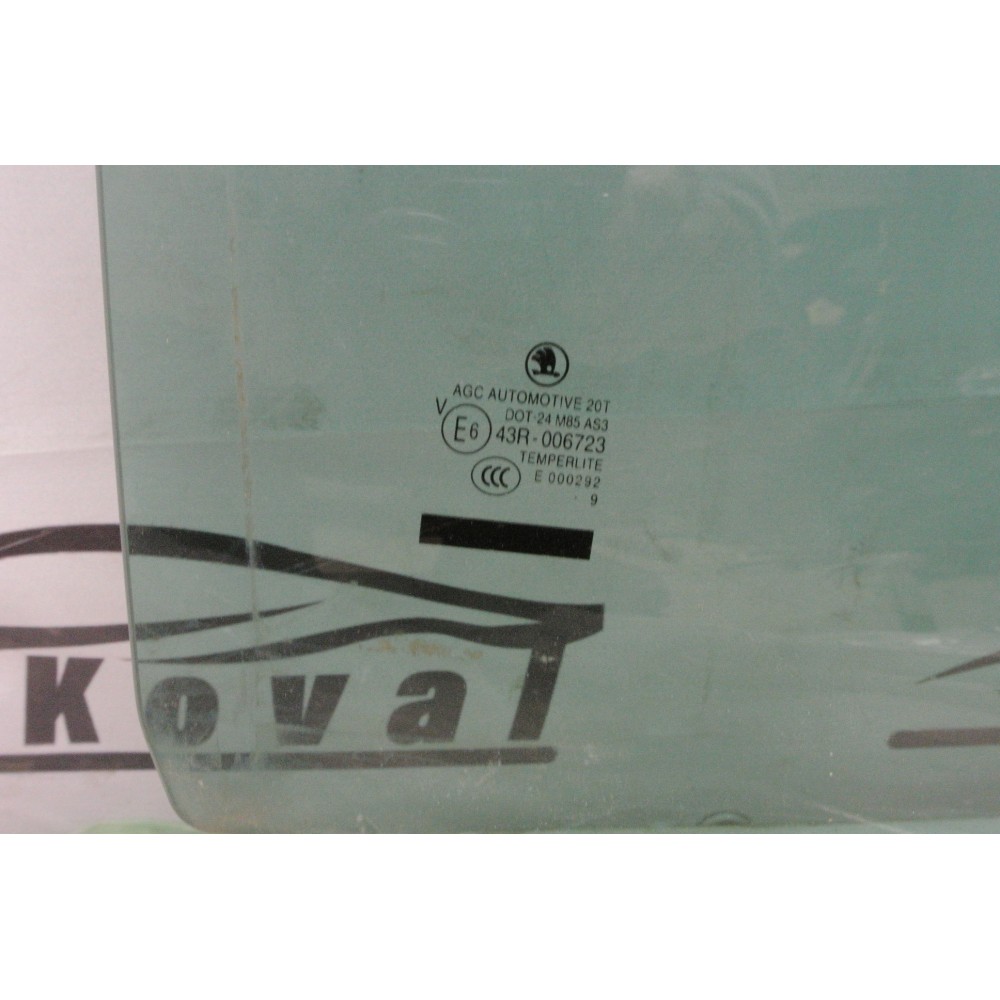 AGC AUTOMOTIVE 20T
DOT-24 M85 AS3
V E6 43R-006723
TEMPERLITE
CCC E 000292
9
Koval